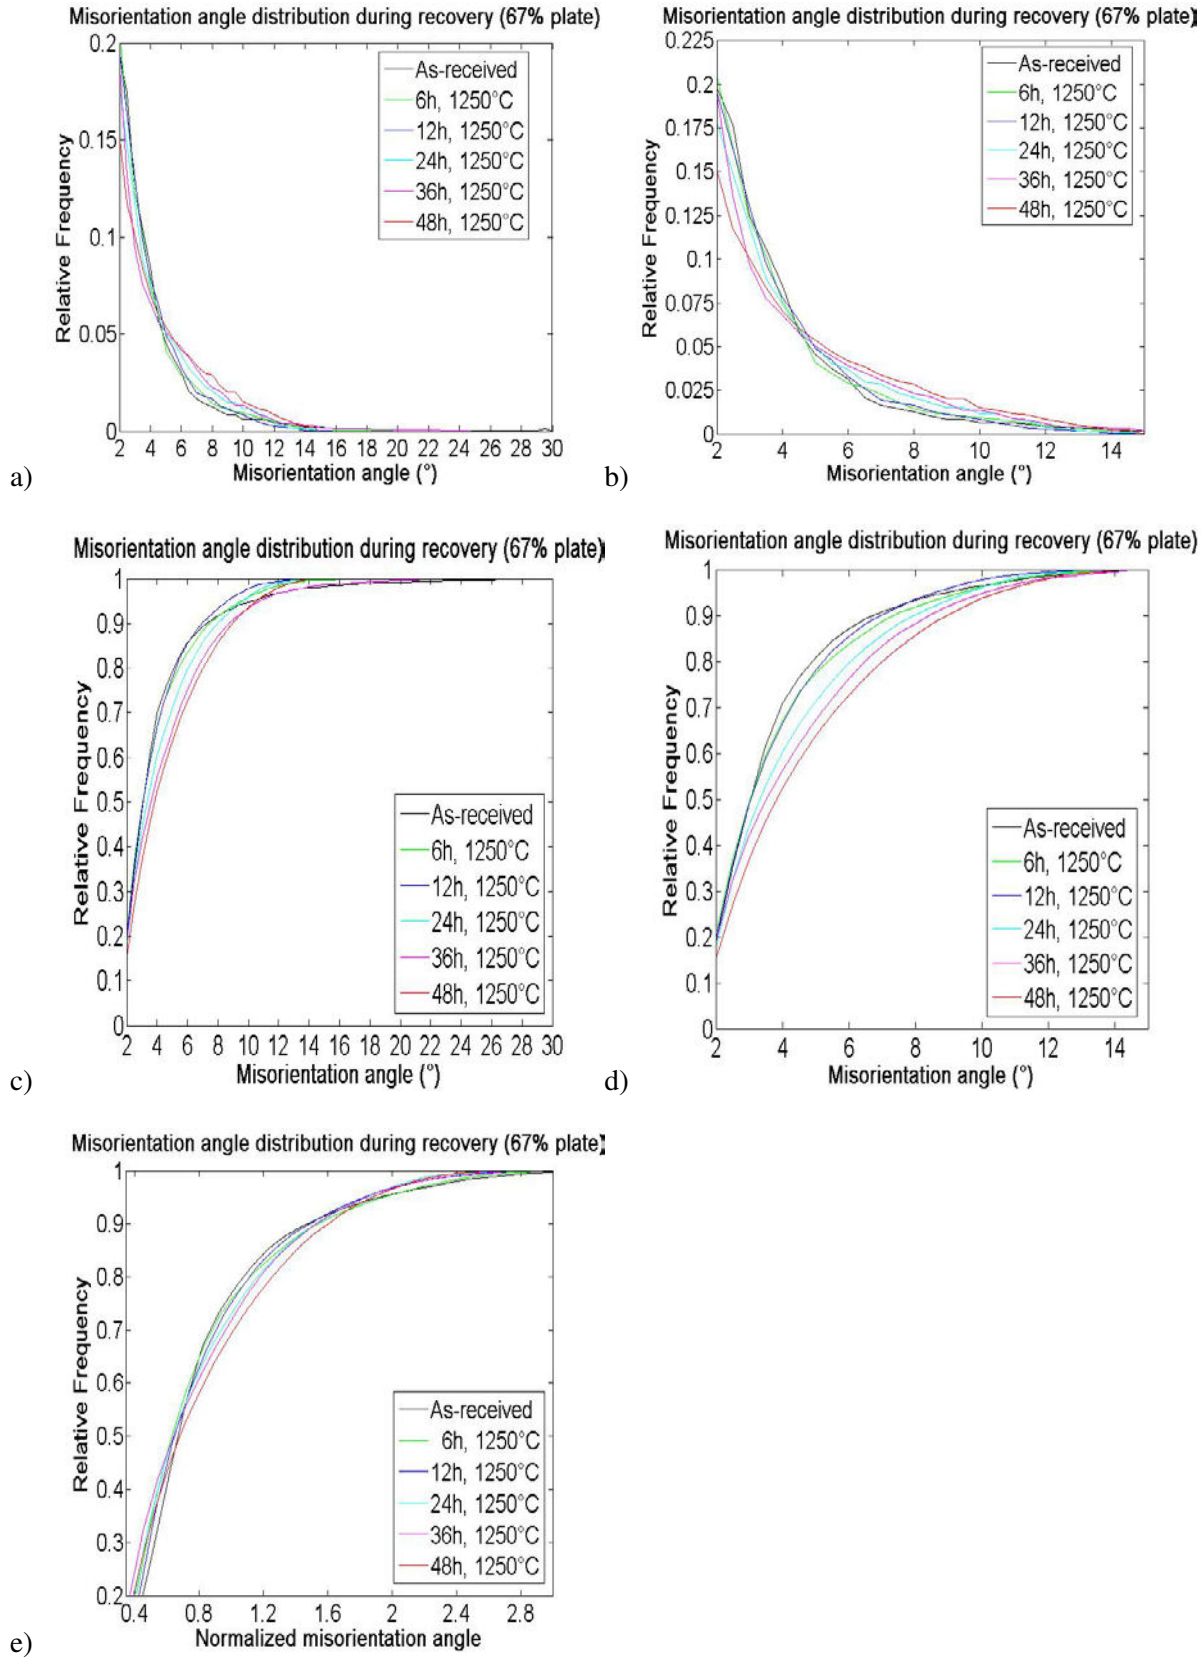 Misorientation angle distribution during recovery (67% plate)
Relative Frequency
0.2
0.15
0.1
0.05
0
As-received
6h, 1250°C
12h, 1250°C
24h, 1250°C
36h, 1250°C
48h, 1250°C
2 4 6 8 10 12 14 16 18 20 22 24 26 28 30
Misorientation angle (°)
a)
Misorientation angle distribution during recovery (67% plate)
Relative Frequency
0.225
0.2
0.175
0.15
0.125
0.1
0.075
0.05
0.025
0
As-received
6h, 1250°C
12h, 1250°C
24h, 1250°C
36h, 1250°C
48h, 1250°C
2 4 6 8 10 12 14
Misorientation angle (°)
b)
Misorientation angle distribution during recovery (67% plate)
Relative Frequency
1
0.9
0.8
0.7
0.6
0.5
0.4
0.3
0.2
0.1
0
As-received
6h, 1250°C
12h, 1250°C
24h, 1250°C
36h, 1250°C
48h, 1250°C
2 4 6 8 10 12 14 16 18 20 22 24 26 28 30
Misorientation angle (°)
c)
Misorientation angle distribution during recovery (67% plate)
Relative Frequency
1
0.9
0.8
0.7
0.6
0.5
0.4
0.3
0.2
0.1
0
As-received
6h, 1250°C
12h, 1250°C
24h, 1250°C
36h, 1250°C
48h, 1250°C
2 4 6 8 10 12 14
Misorientation angle (°)
d)
Misorientation angle distribution during recovery (67% plate)
Relative Frequency
1
0.9
0.8
0.7
0.6
0.5
0.4
0.3
0.2
As-received
6h, 1250°C
12h, 1250°C
24h, 1250°C
36h, 1250°C
48h, 1250°C
0.4 0.8 1.2 1.6 2 2.4 2.8
Normalized misorientation angle
e)